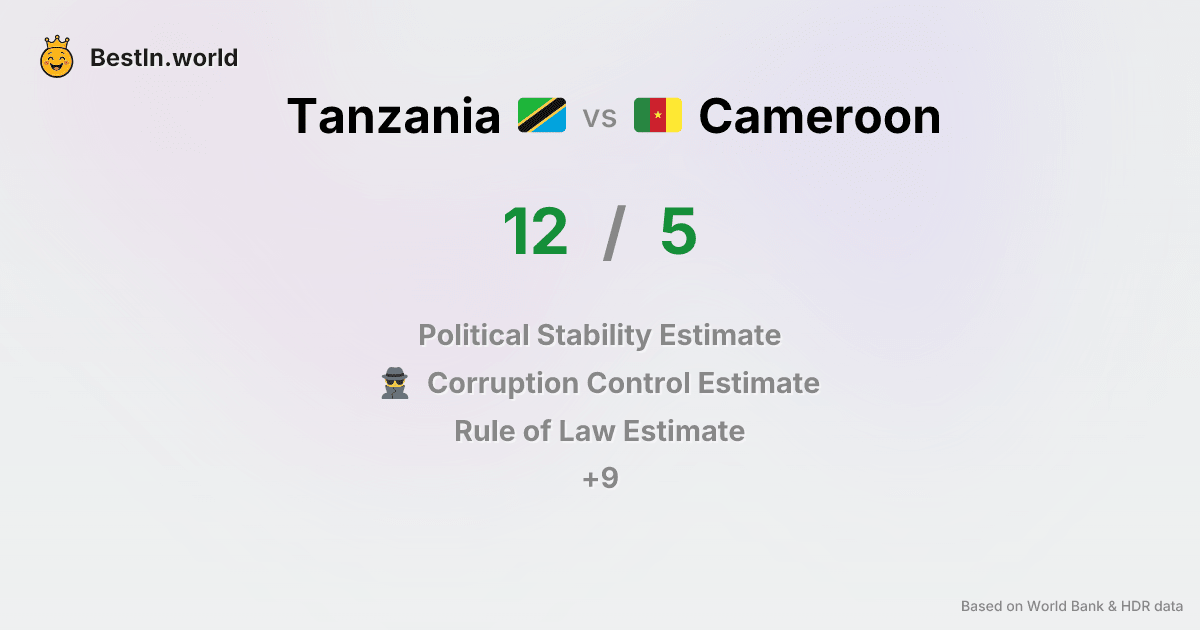 BestIn.world
Tanzania vs Cameroon
12 / 5
Political Stability Estimate
Corruption Control Estimate
Rule of Law Estimate
+9
Based on World Bank & HDR data